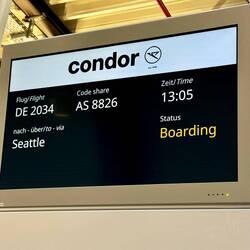 condor
Flug/Flight
Code share
Zeit/Time
DE 2034
AS 8826
13:05
nach - über/to - via
Status
Seattle
Boarding